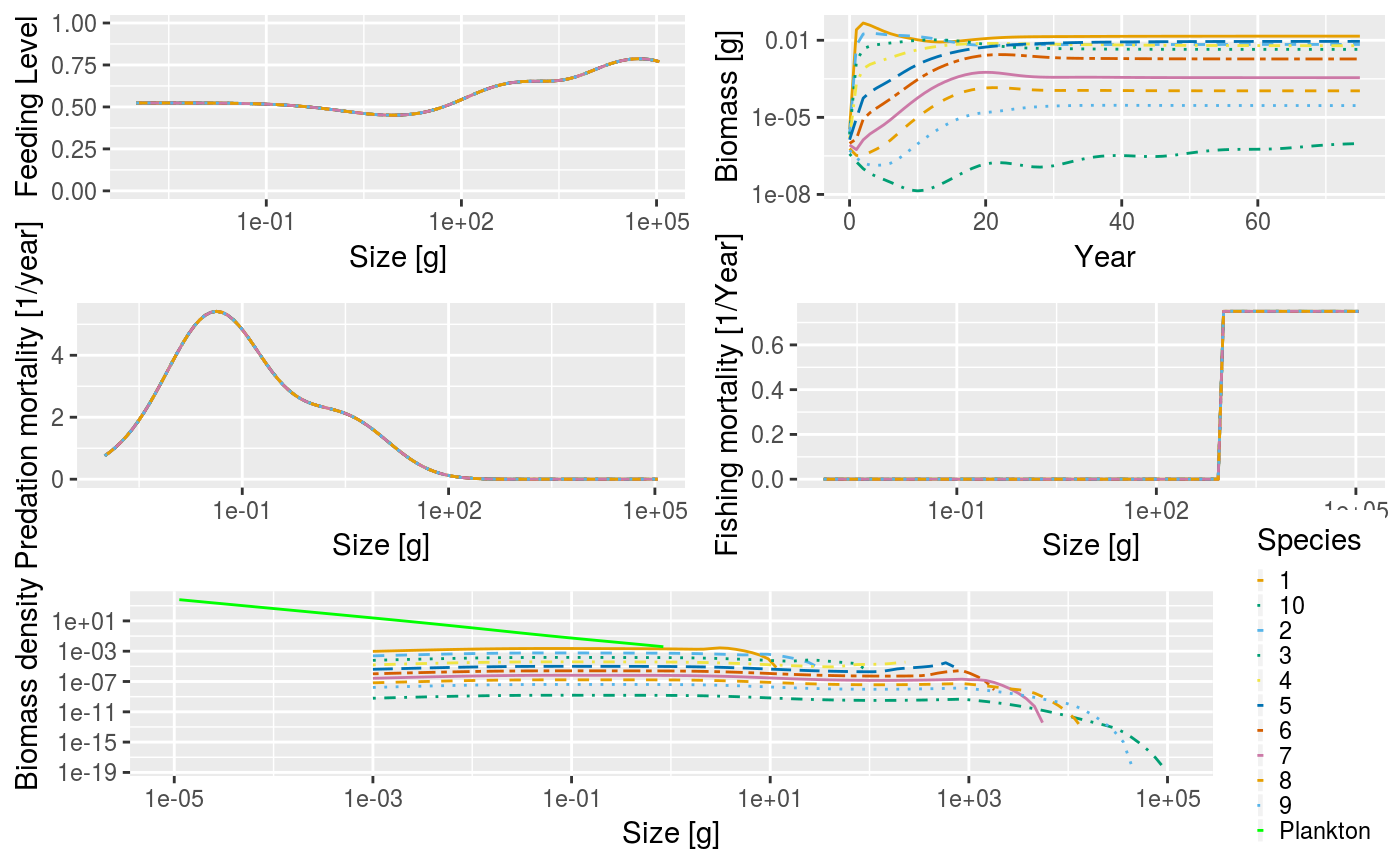 Feeding Level
1.00
0.75
0.50
0.25
0.00
1e-01
1e+02
1e+05
Size [g]
Biomass [g]
0.01
1e-05
1e-08
0
20
40
60
Year
Predation mortality [1/year]
4
2
0
1e-01
1e+02
1e+05
Size [g]
Fishing mortality [1/Year]
0.6
0.4
0.2
0.0
1e-01
1e+02
Size [g]
Biomass density
1e+01
1e-03
1e-07
1e-11
1e-15
1e-19
1e-05
1e-03
1e-01
1e+01
1e+03
1e+05
Size [g]
Species
1
10
2
3
4
5
6
7
8
9
Plankton